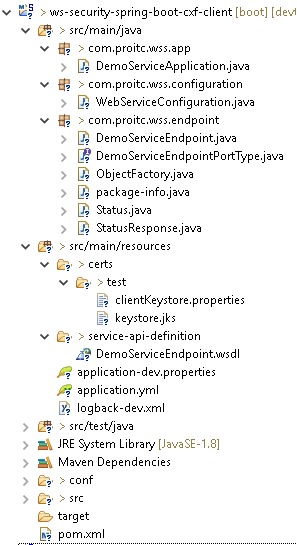 > ws-security-spring-boot-cxf-client [boot] [devt
> src/main/java
> com.proitc.wss.app
DemoServiceApplication.java
> com.proitc.wss.configuration
WebServiceConfiguration.java
> com.proitc.wss.endpoint
DemoServiceEndpoint.java
DemoServiceEndpointPortType.java
ObjectFactory.java
package-info.java
Status.java
StatusResponse.java
> src/main/resources
> certs
> test
clientKeystore.properties
keystore.jks
> service-api-definition
DemoServiceEndpoint.wsdl
application-dev.properties
application.yml
logback-dev.xml
> src/test/java
JRE System Library [JavaSE-1.8]
Maven Dependencies
> conf
> src
target
pom.xml